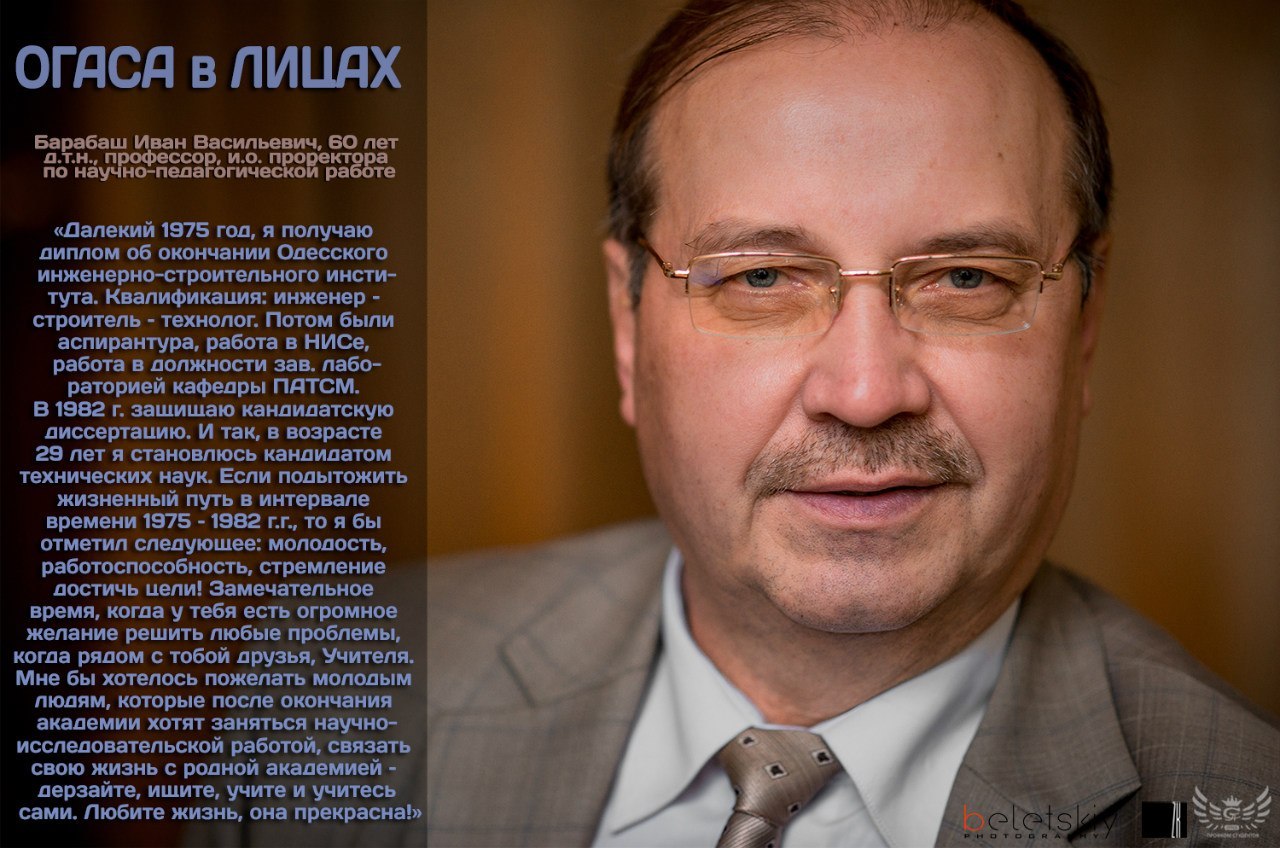 ОГАСА в ЛИЦАХ
Барабаш Иван Васильевич, 60 лет
д.т.н., профессор, и.о. проректора
по научно-педагогической работе
«Далекий 1975 год, я получаю
диплом об окончании Одесского
инженерно-строительного инсти-
тута. Квалификация: инженер -
строитель - технолог. Потом были
аспирантура, работа в НИСе,
работа в должности зав. лабо-
раторией кафедры ПАТСМ.
В 1982 г. защищаю кандидатскую
диссертацию. И так, в возрасте
29 лет я становлюсь кандидатом
технических наук. Если подытожить
жизненный путь в интервале
времени 1975 - 1982 г.г., то я бы
отметил следующее: молодость,
работоспособность, стремление
достичь цели! Замечательное
время, когда у тебя есть огромное
желание решить любые проблемы,
когда рядом с тобой друзья, Учителя.
Мне бы хотелось пожелать молодым
людям, которые после окончания
академии хотят заняться научно-
исследовательской работой, связать
свою жизнь с родной академией -
дерзайте, ищите, учите и учитесь
сами. Любите жизнь, она прекрасна!»
beletskiy
PHOTOGRAPHY
ZK